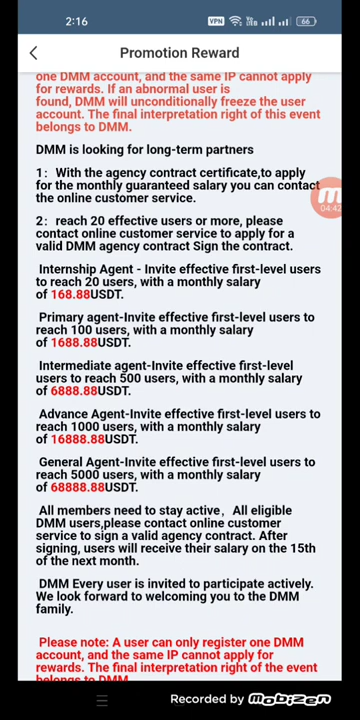 2:16
VPN
Vo LTE
66
Promotion Reward
one DMM account, and the same IP cannot apply
for rewards. If an abnormal user is
found, DMM will unconditionally freeze the user
account. The final interpretation right of this event
belongs to DMM.
DMM is looking for long-term partners
1：With the agency contract certificate,to apply
for the monthly guaranteed salary you can contact
the online customer service.
M
04:42
2：reach 20 effective users or more, please
contact online customer service to apply for a
valid DMM agency contract Sign the contract.
Internship Agent - Invite effective first-level users
to reach 20 users, with a monthly salary
of 168.88USDT.
Primary agent-Invite effective first-level users to
reach 100 users, with a monthly salary
of 1688.88USDT.
Intermediate agent-Invite effective first-level
users to reach 500 users, with a monthly salary
of 6888.88USDT.
Advance Agent-Invite effective first-level users to
reach 1000 users, with a monthly salary
of 16888.88USDT.
General Agent-Invite effective first-level users to
reach 5000 users, with a monthly salary
of 68888.88USDT.
All members need to stay active，All eligible
DMM users,please contact online customer
service to sign a valid agency contract. After
signing, users will receive their salary on the 15th
of the next month.
DMM Every user is invited to participate actively.
We look forward to welcoming you to the DMM
family.
Please note: A user can only register one DMM
account, and the same IP cannot apply for
rewards. The final interpretation right of the event
belongs to DMM
Recorded by mobizen